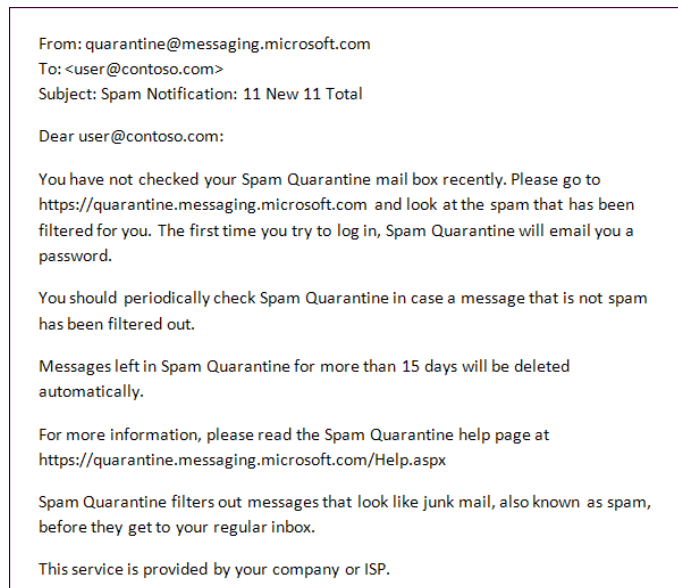 From: quarantine@messaging.microsoft.com
To: <user@contoso.com>
Subject: Spam Notification: 11 New 11 Total
Dear user@contoso.com:
You have not checked your Spam Quarantine mail box recently. Please go to
https://quarantine.messaging.microsoft.com and look at the spam that has been
filtered for you. The first time you try to log in, Spam Quarantine will email you a
password.
You should periodically check Spam Quarantine in case a message that is not spam
has been filtered out.
Messages left in Spam Quarantine for more than 15 days will be deleted
automatically.
For more information, please read the Spam Quarantine help page at
https://quarantine.messaging.microsoft.com/Help.aspx
Spam Quarantine filters out messages that look like junk mail, also known as spam,
before they get to your regular inbox.
This service is provided by your company or ISP.